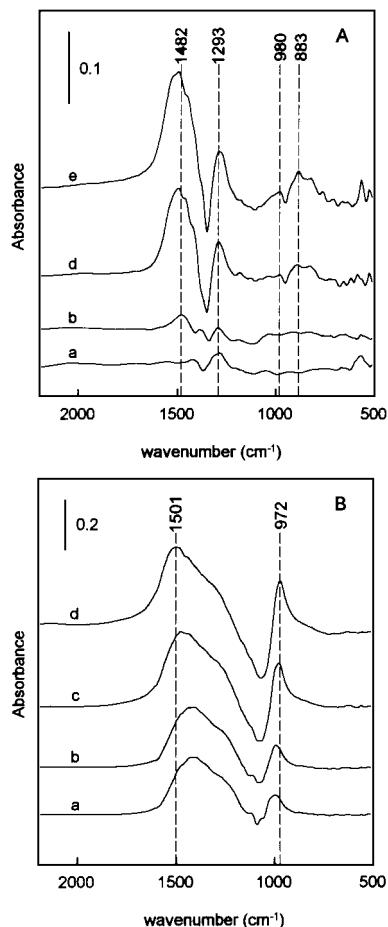 1482
1293
980
883
A
0.1
Absorbance
e
d
b
a
2000
1500
1000
500
wavenumber (cm⁻¹)
1501
972
B
0.2
Absorbance
d
c
b
a
2000
1500
1000
500
wavenumber (cm⁻¹)